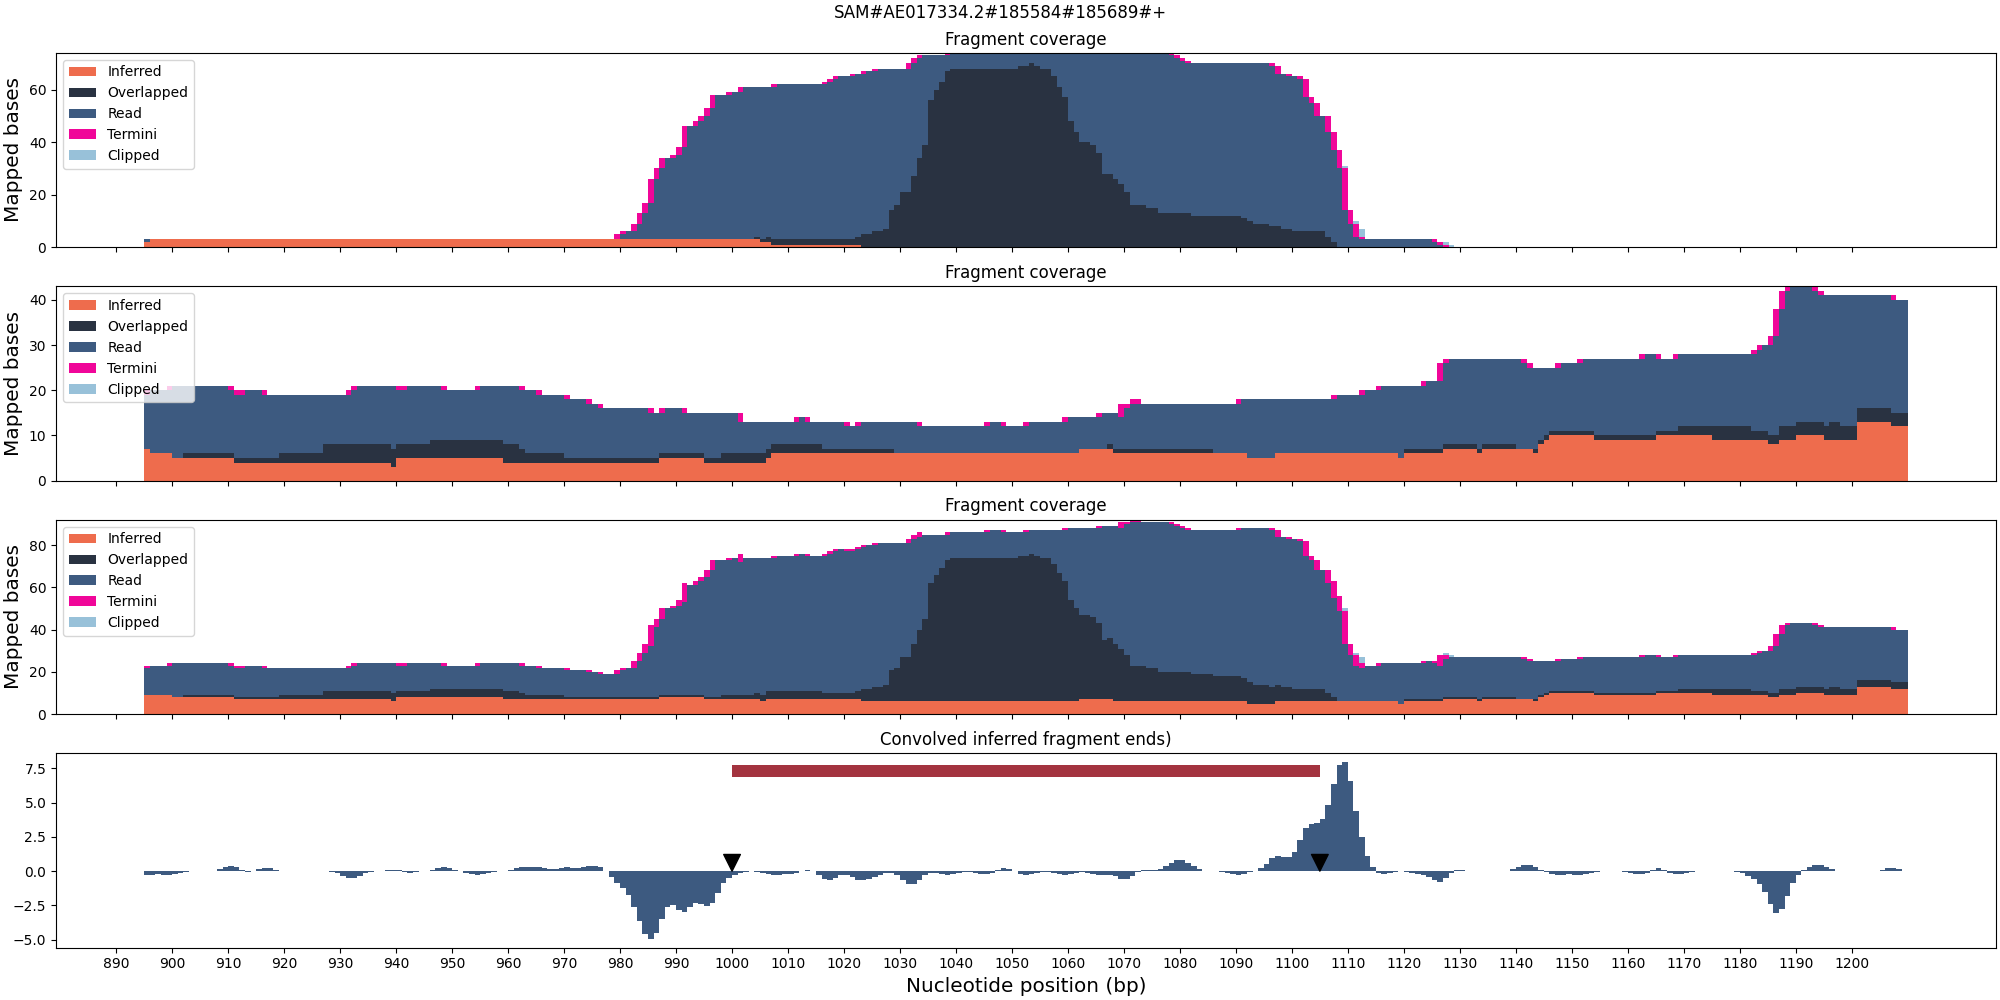 SAM#AE017334.2#185584#185689#+
Fragment coverage
Mapped bases
60
40
20
0
Inferred
Overlapped
Read
Termini
Clipped
Fragment coverage
Mapped bases
40
30
20
10
0
Inferred
Overlapped
Read
Termini
Clipped
Fragment coverage
Mapped bases
80
60
40
20
0
Inferred
Overlapped
Read
Termini
Clipped
Convolved inferred fragment ends)
7.5
5.0
2.5
0.0
−2.5
−5.0
890 900 910 920 930 940 950 960 970 980 990 1000 1010 1020 1030 1040 1050 1060 1070 1080 1090 1100 1110 1120 1130 1140 1150 1160 1170 1180 1190 1200
Nucleotide position (bp)